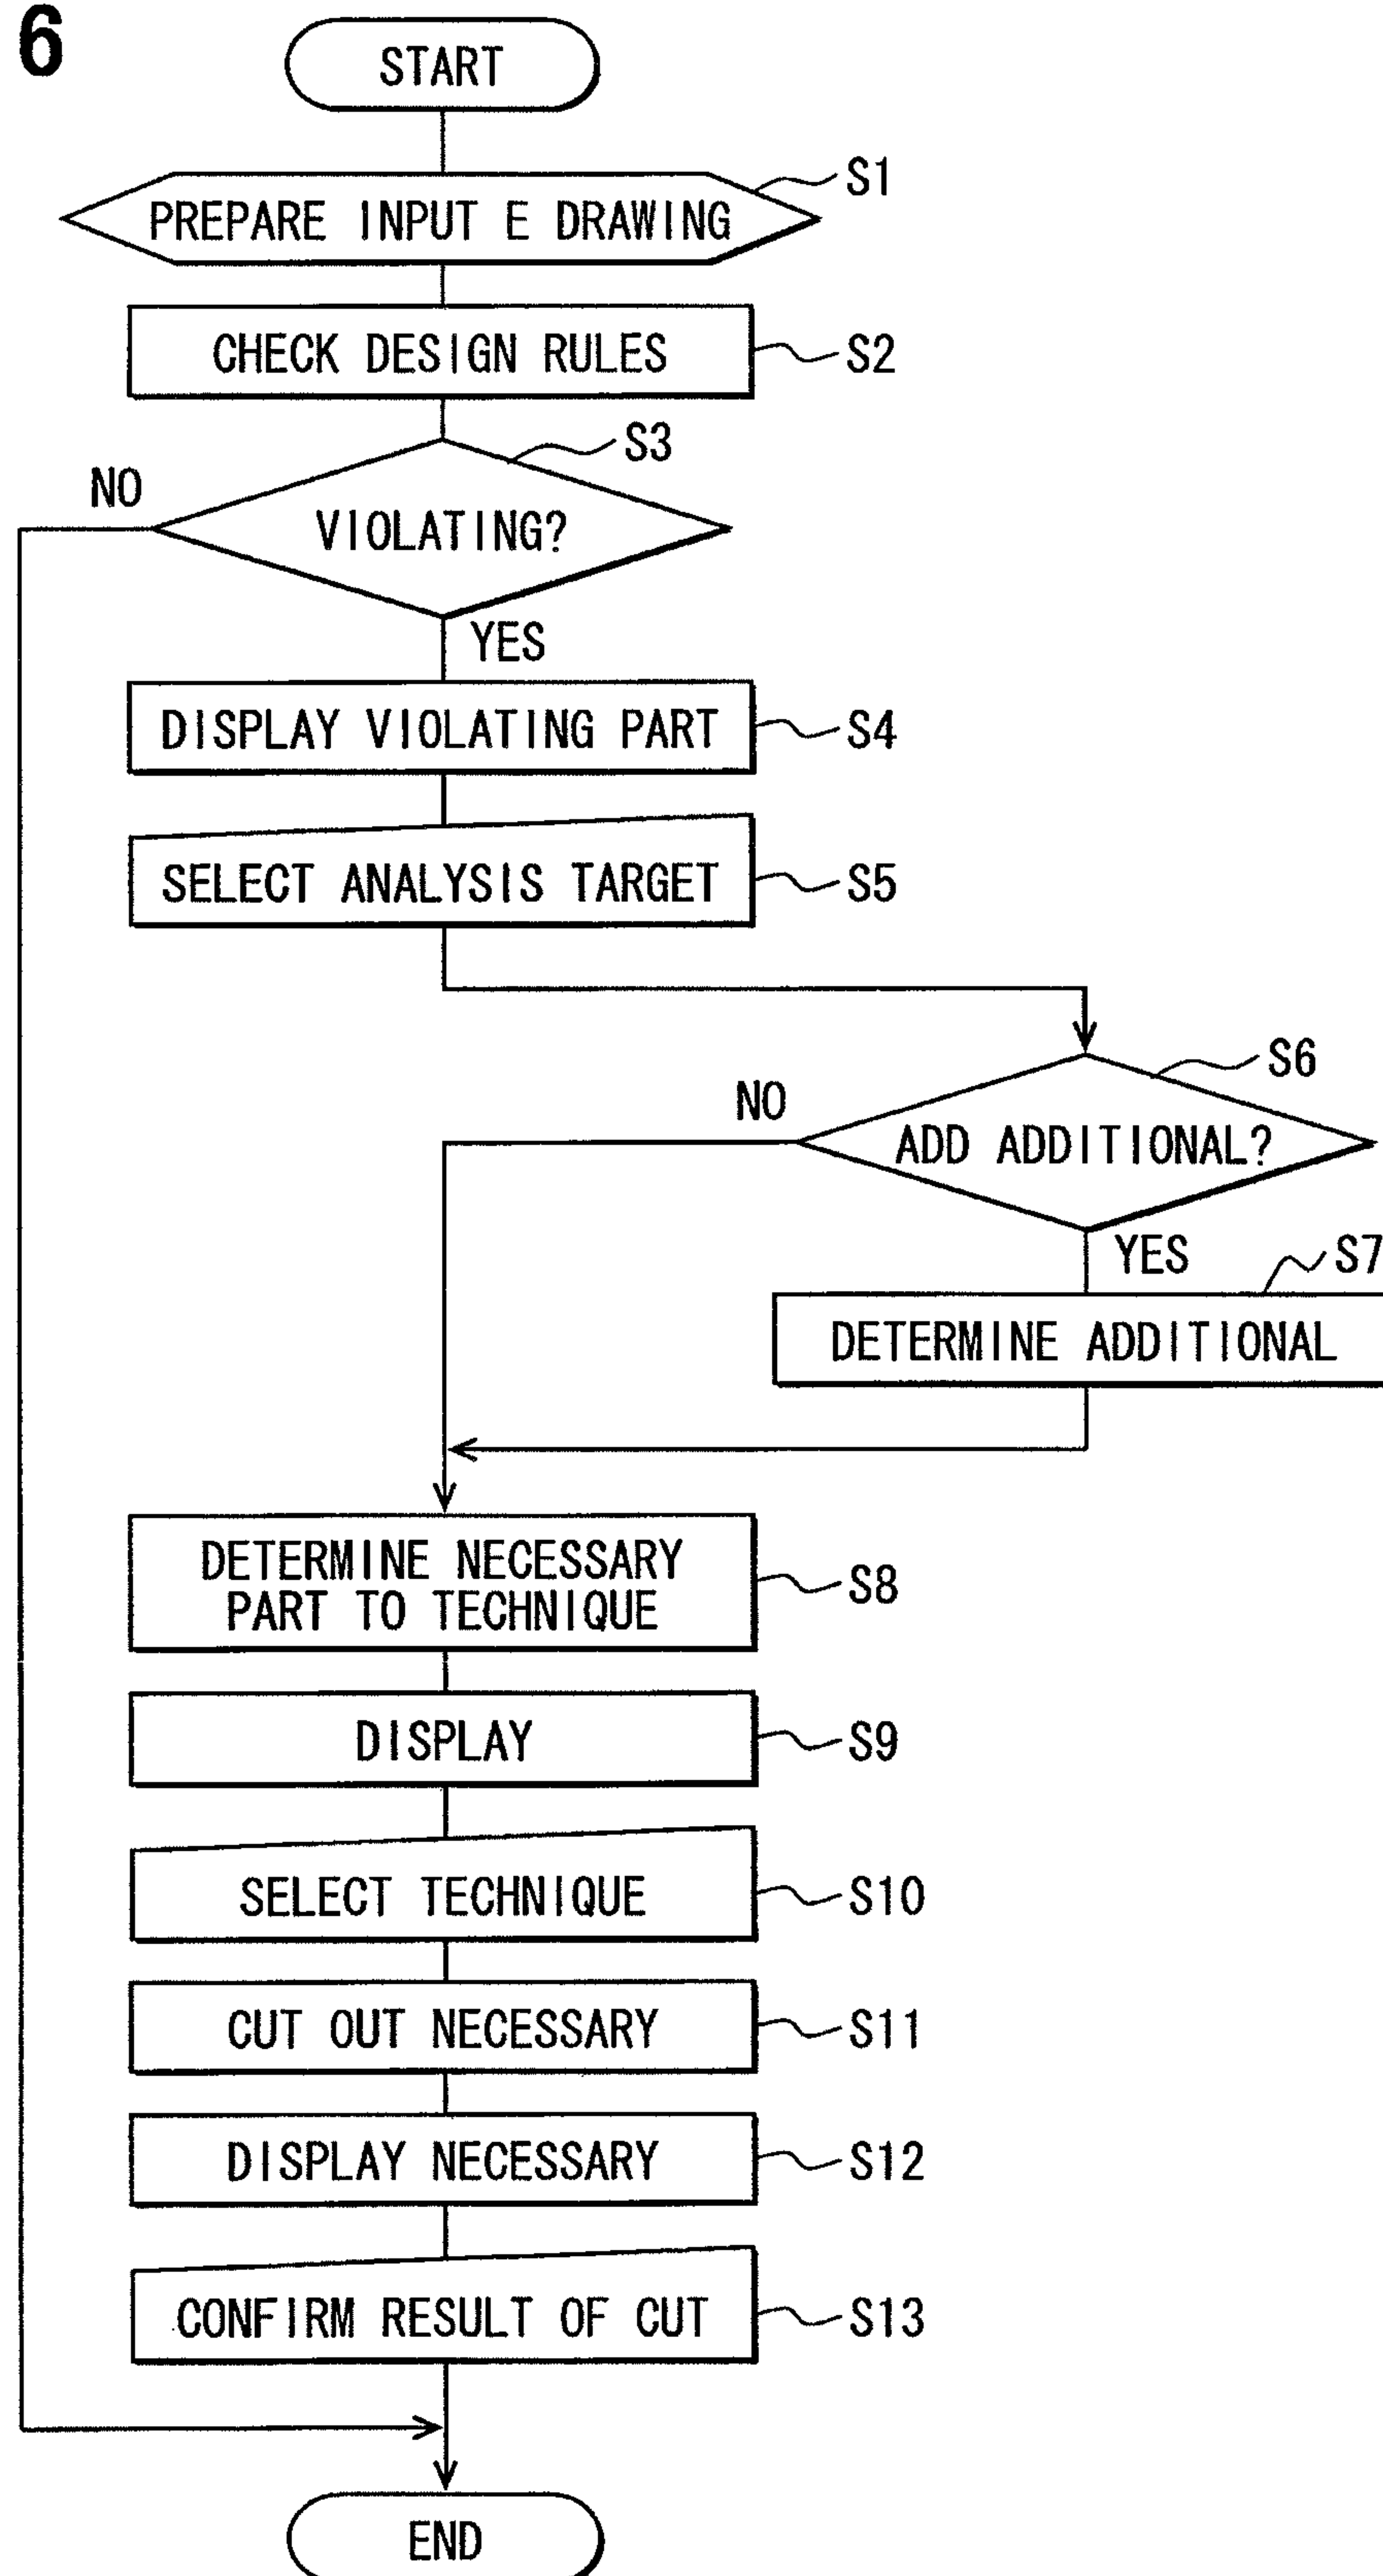 6
START
PREPARE INPUT E DRAWING
S1
CHECK DESIGN RULES
S2
S3
NO
VIOLATING?
YES
DISPLAY VIOLATING PART
S4
SELECT ANALYSIS TARGET
S5
S6
NO
ADD ADDITIONAL?
YES
S7
DETERMINE ADDITIONAL
DETERMINE NECESSARY
PART TO TECHNIQUE
S8
DISPLAY
S9
SELECT TECHNIQUE
S10
CUT OUT NECESSARY
S11
DISPLAY NECESSARY
S12
CONFIRM RESULT OF CUT
S13
END